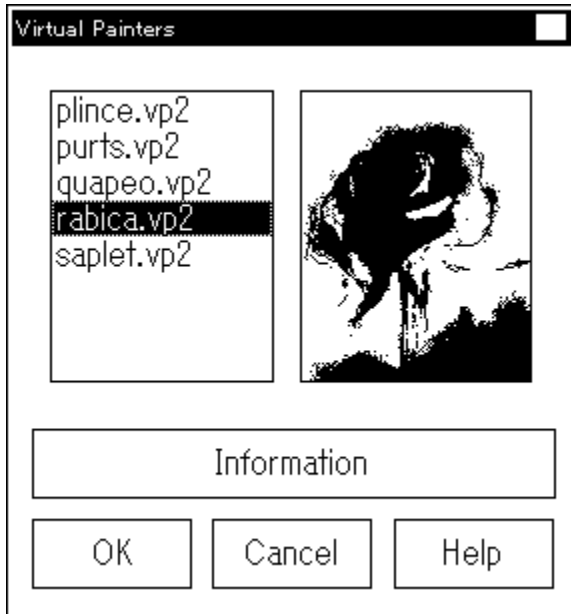 Virtual Painters
plince.vp2
purts.vp2
quapeo.vp2
rabica.vp2
saplet.vp2
Information
OK
Cancel
Help